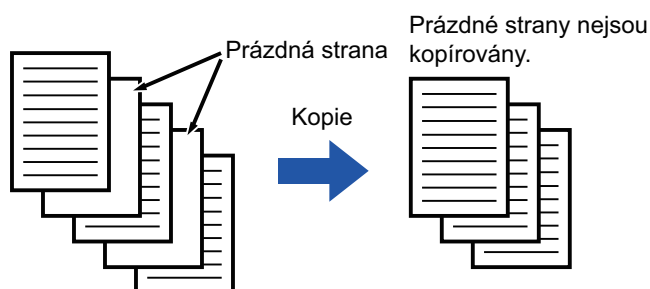 Prázdná strana
Kopie
Prázdné strany nejsou
kopírovány.